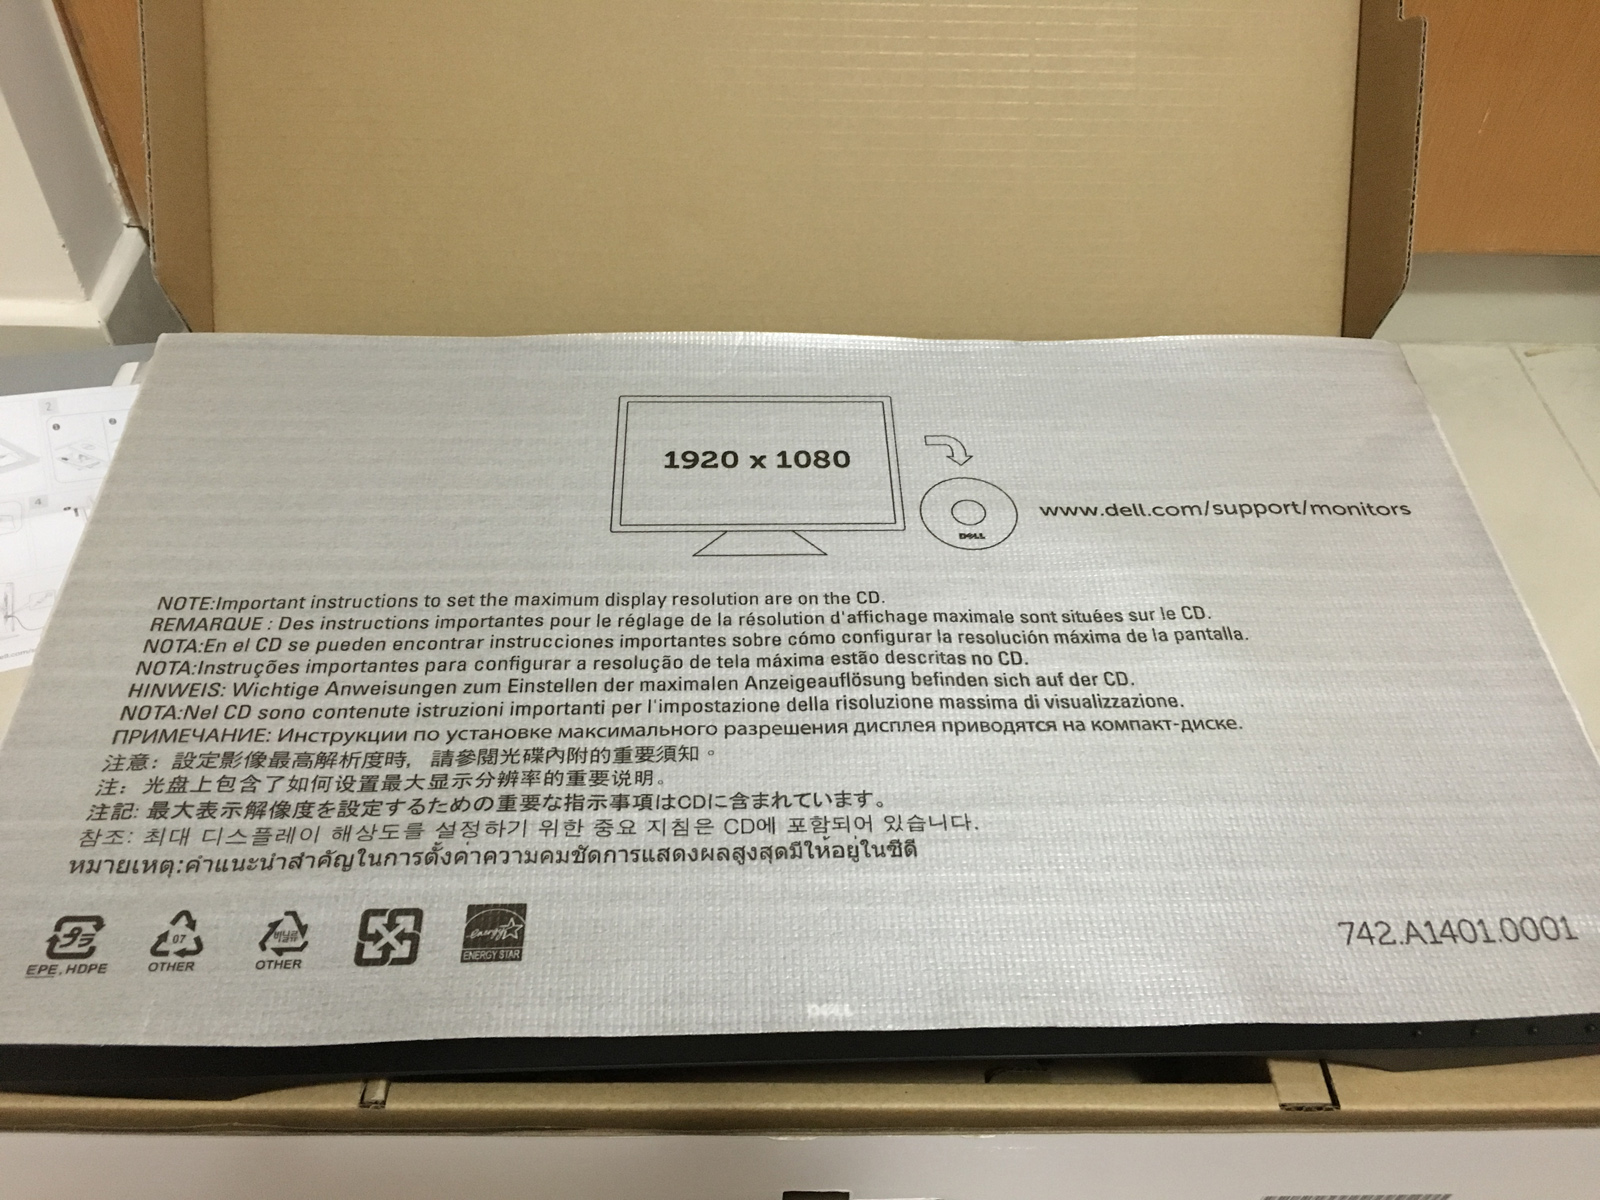 1920 x 1080
DELL
www.dell.com/support/monitors
NOTE:Important instructions to set the maximum display resolution are on the CD.
REMARQUE : Des instructions importantes pour le réglage de la résolution d'affichage maximale sont situées sur le CD.
NOTA:En el CD se pueden encontrar instrucciones importantes sobre cómo configurar la resolución máxima de la pantalla.
NOTA:Instruções importantes para configurar a resolução de tela máxima estão descritas no CD.
HINWEIS: Wichtige Anweisungen zum Einstellen der maximalen Anzeigeauflösung befinden sich auf der CD.
NOTA:Nel CD sono contenute istruzioni importanti per l'impostazione della risoluzione massima di visualizzazione.
ПРИМЕЧАНИЕ: Инструкции по установке максимального разрешения дисплея приводятся на компакт-диске.
注意: 設定影像最高解析度時, 請參閱光碟內附的重要須知。
注: 光盘上包含了如何设置最大显示分辨率的重要说明。
注記: 最大表示解像度を設定するための重要な指示事項はCDに含まれています。
참조: 최대 디스플레이 해상도를 설정하기 위한 중요 지침은 CD에 포함되어 있습니다.
หมายเหตุ:คำแนะนำสำคัญในการตั้งค่าความคมชัดการแสดงผลสูงสุดมีให้อยู่ในซีดี
EPE, HDPE
07
OTHER
비닐류
OTHER
energy
ENERGY STAR
742.A1401.0001
DELL
2
4